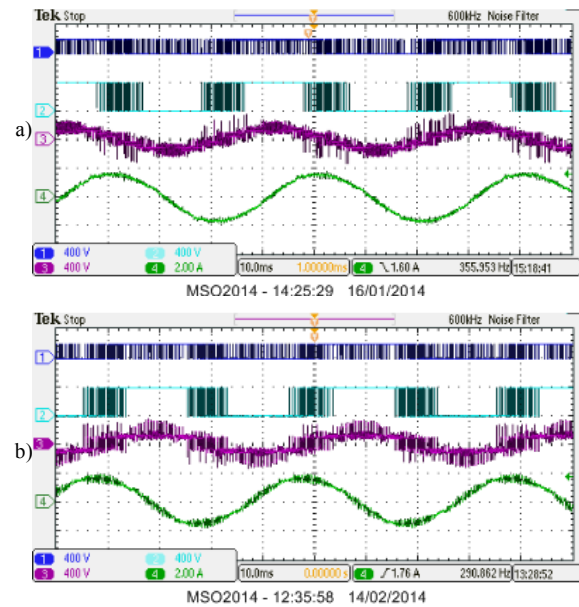 Tek Stop
600kHz Noise Filter
1
2
a)
3
4
1 400 V
2 400 V
3 400 V
4 2.00 A
10.0ms
1.00000ms
4 1.60 A
355.953 Hz
15:18:41
MSO2014 - 14:25:29 16/01/2014
Tek Stop
600kHz Noise Filter
1
2
b)
3
4
1 400 V
2 400 V
3 400 V
4 2.00 A
10.0ms
0.00000 s
4 1.76 A
290.862 Hz
13:28:52
MSO2014 - 12:35:58 14/02/2014